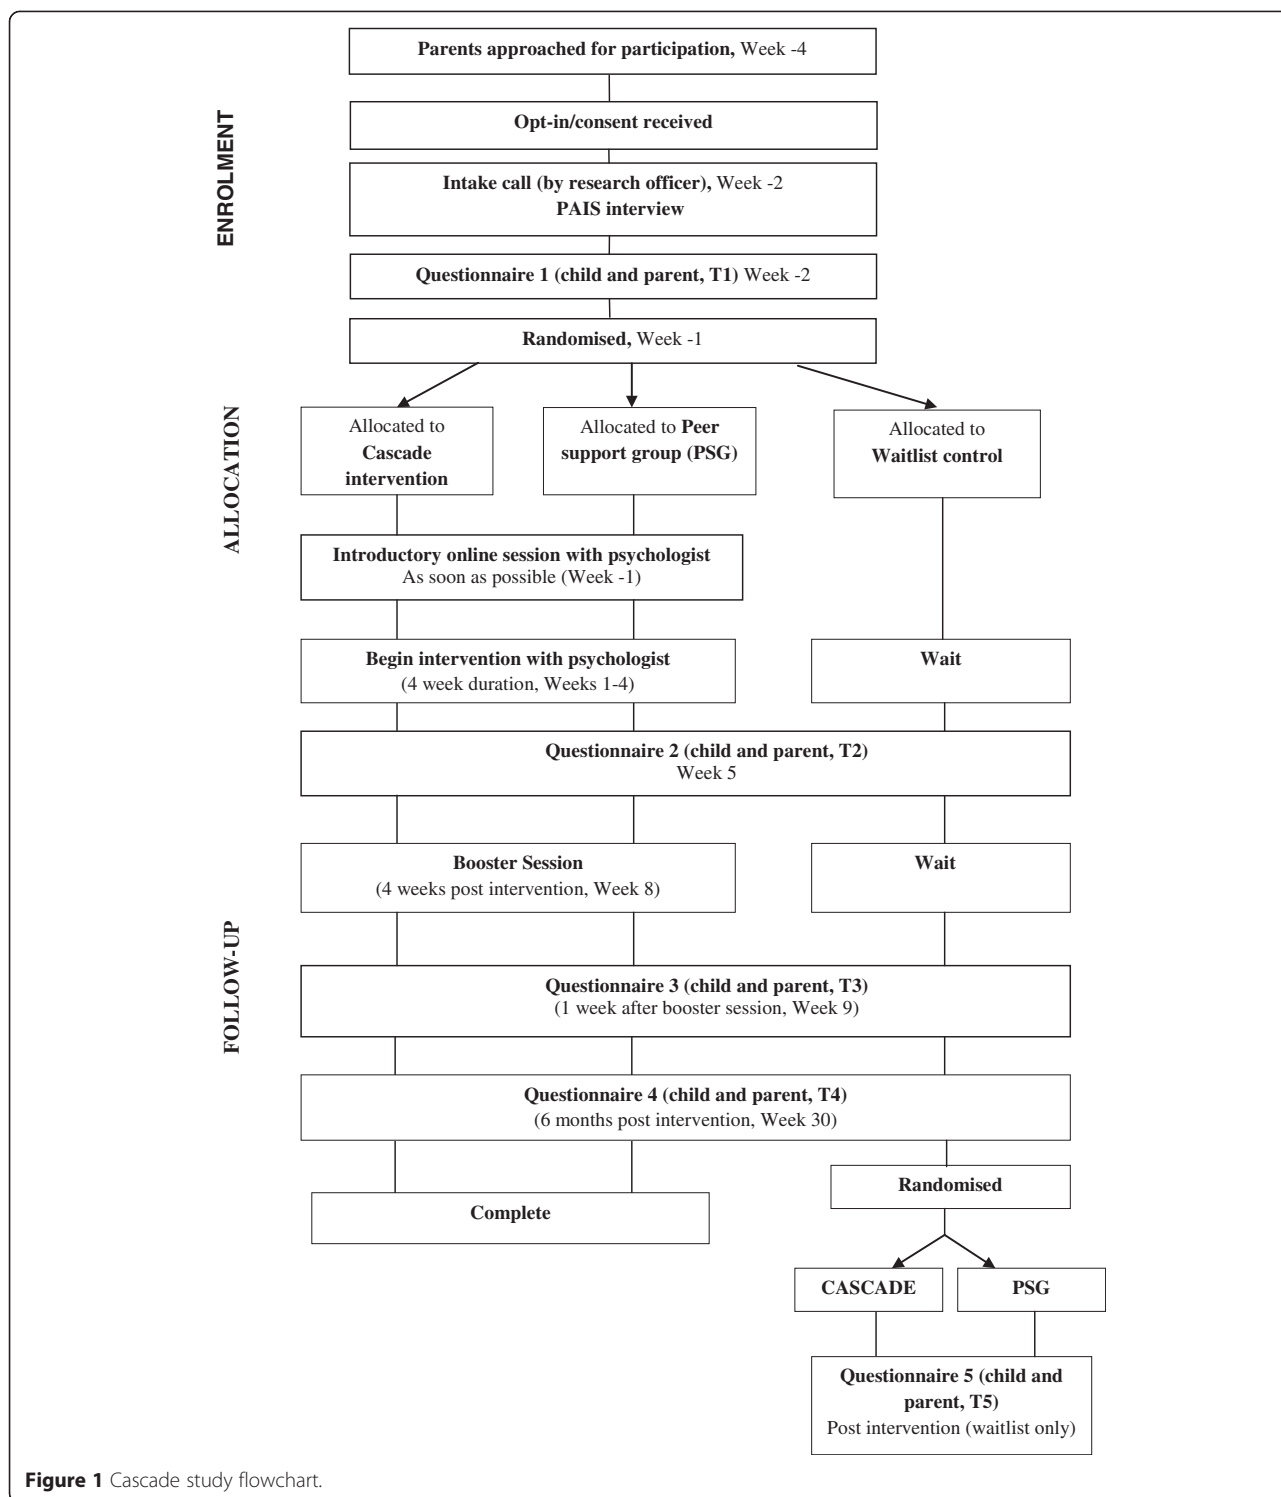 Parents approached for participation, Week -4
ENROLMENT
Opt-in/consent received
Intake call (by research officer), Week -2
PAIS interview
Questionnaire 1 (child and parent, T1) Week -2
Randomised, Week -1
ALLOCATION
Allocated to
Cascade
intervention
Allocated to Peer
support group (PSG)
Allocated to
Waitlist control
Introductory online session with psychologist
As soon as possible (Week -1)
Begin intervention with psychologist
(4 week duration, Weeks 1-4)
Wait
Questionnaire 2 (child and parent, T2)
Week 5
Booster Session
(4 weeks post intervention, Week 8)
Wait
FOLLOW-UP
Questionnaire 3 (child and parent, T3)
(1 week after booster session, Week 9)
Questionnaire 4 (child and parent, T4)
(6 months post intervention, Week 30)
Randomised
Complete
CASCADE
PSG
Questionnaire 5 (child and
parent, T5)
Post intervention (waitlist only)
Figure 1 Cascade study flowchart.